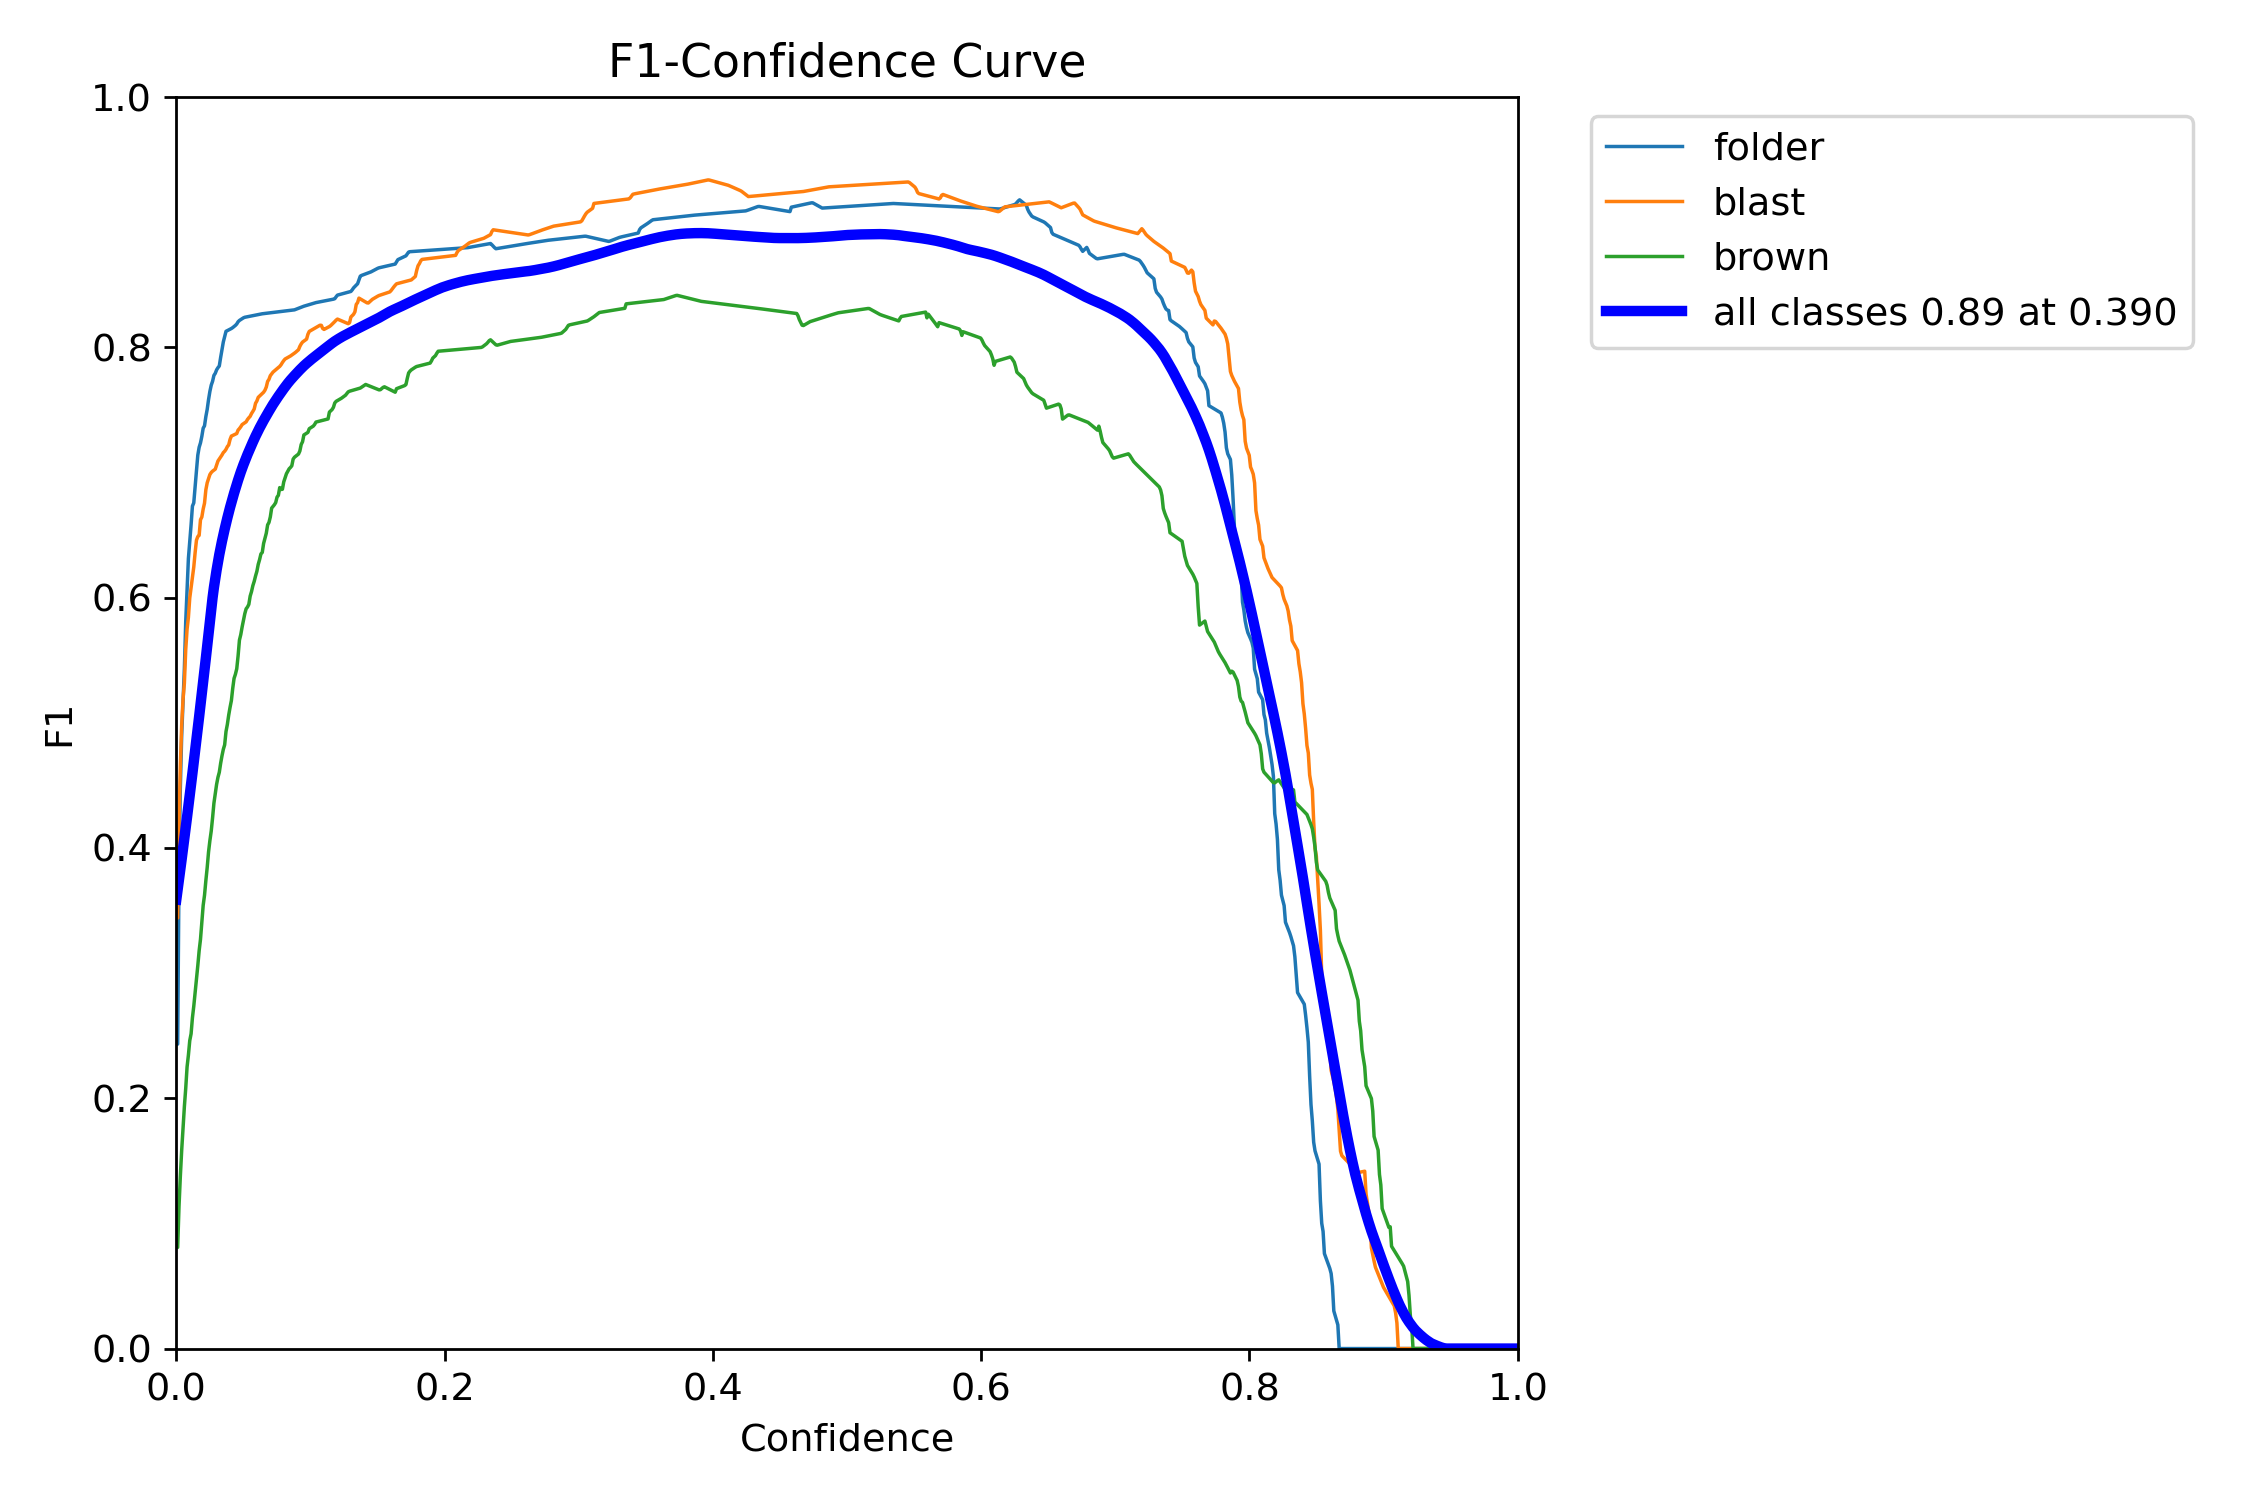 F1-Confidence Curve
1.0
0.8
0.6
0.4
0.2
0.0
F1
0.0 0.2 0.4 0.6 0.8 1.0
Confidence
folder
blast
brown
all classes 0.89 at 0.390